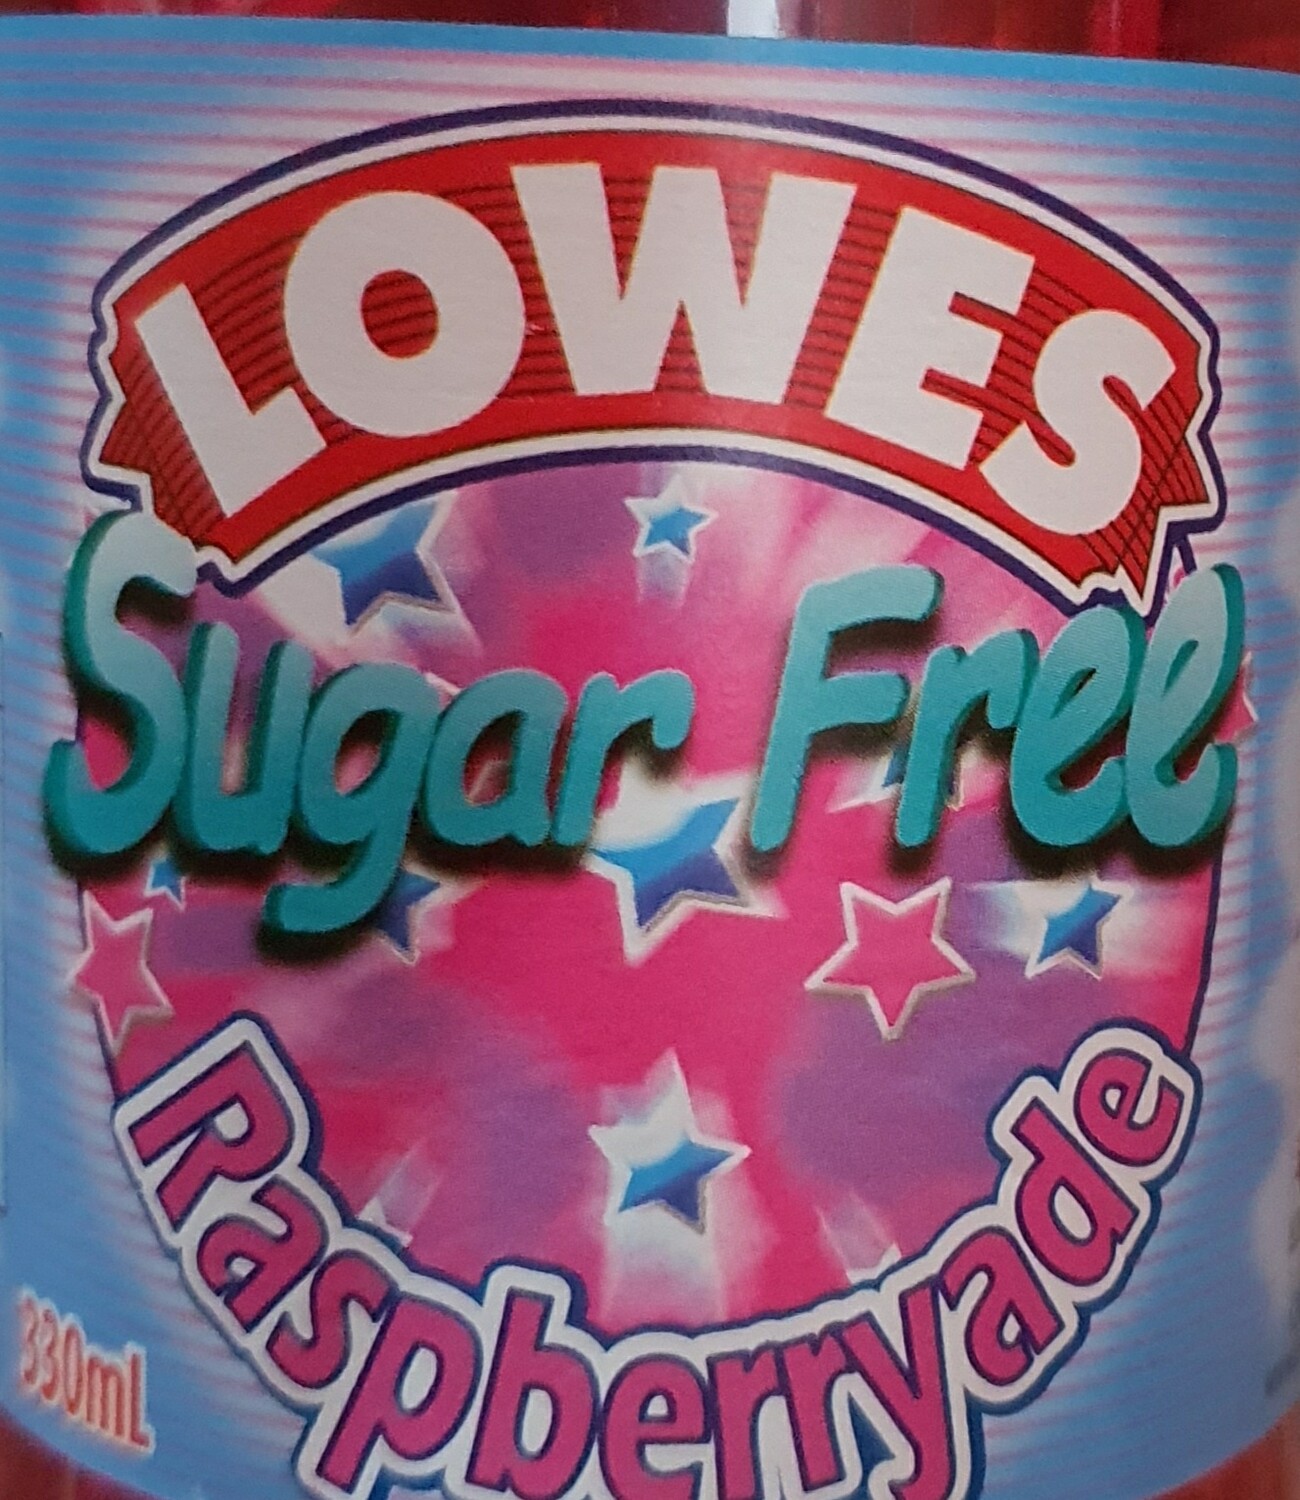 LOWES
Sugar Free
Raspberryade
330mL